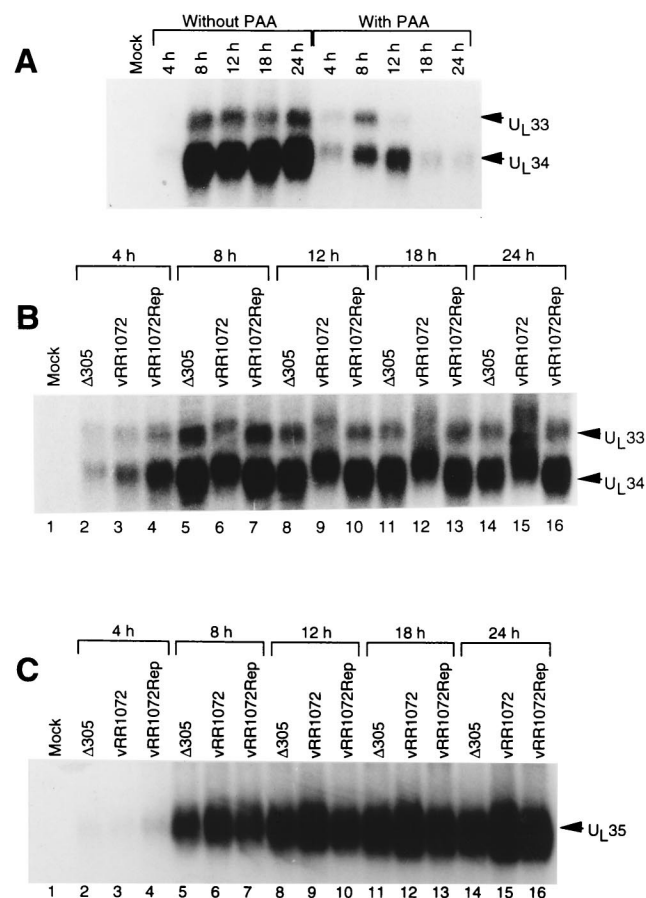 Without PAA With PAA
A Mock 4 h 8 h 12 h 18 h 24 h 4 h 8 h 12 h 18 h 24 h
UL33
UL34
4 h 8 h 12 h 18 h 24 h
B Mock Δ305 vRR1072 vRR1072Rep Δ305 vRR1072 vRR1072Rep Δ305 vRR1072 vRR1072Rep Δ305 vRR1072 vRR1072Rep Δ305 vRR1072 vRR1072Rep
UL33
UL34
1 2 3 4 5 6 7 8 9 10 11 12 13 14 15 16
4 h 8 h 12 h 18 h 24 h
C Mock Δ305 vRR1072 vRR1072Rep Δ305 vRR1072 vRR1072Rep Δ305 vRR1072 vRR1072Rep Δ305 vRR1072 vRR1072Rep Δ305 vRR1072 vRR1072Rep
UL35
1 2 3 4 5 6 7 8 9 10 11 12 13 14 15 16